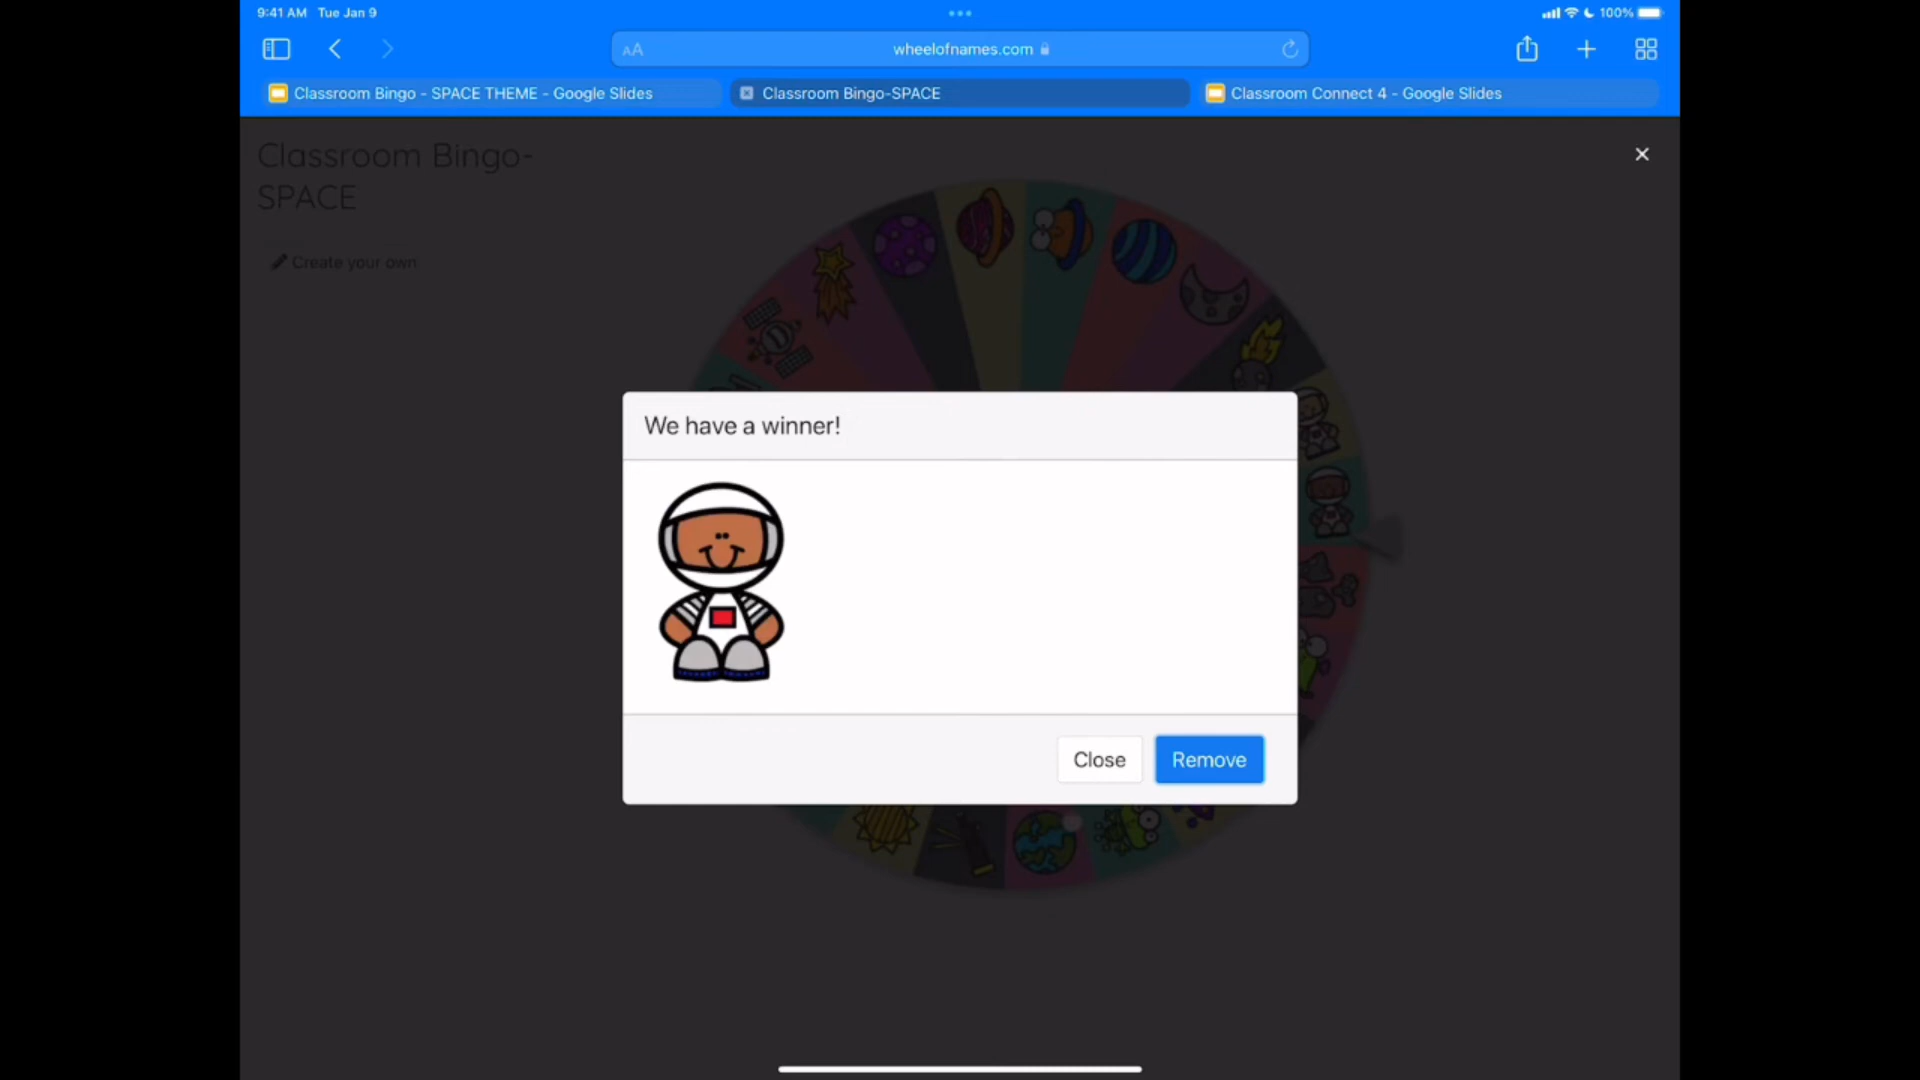 9:41 AM Tue Jan 9
100%
AA
wheelofnames.com
Classroom Bingo - SPACE THEME - Google Slides
Classroom Bingo-SPACE
Classroom Connect 4 - Google Slides
Classroom Bingo-
SPACE
Create your own
We have a winner!
Close
Remove